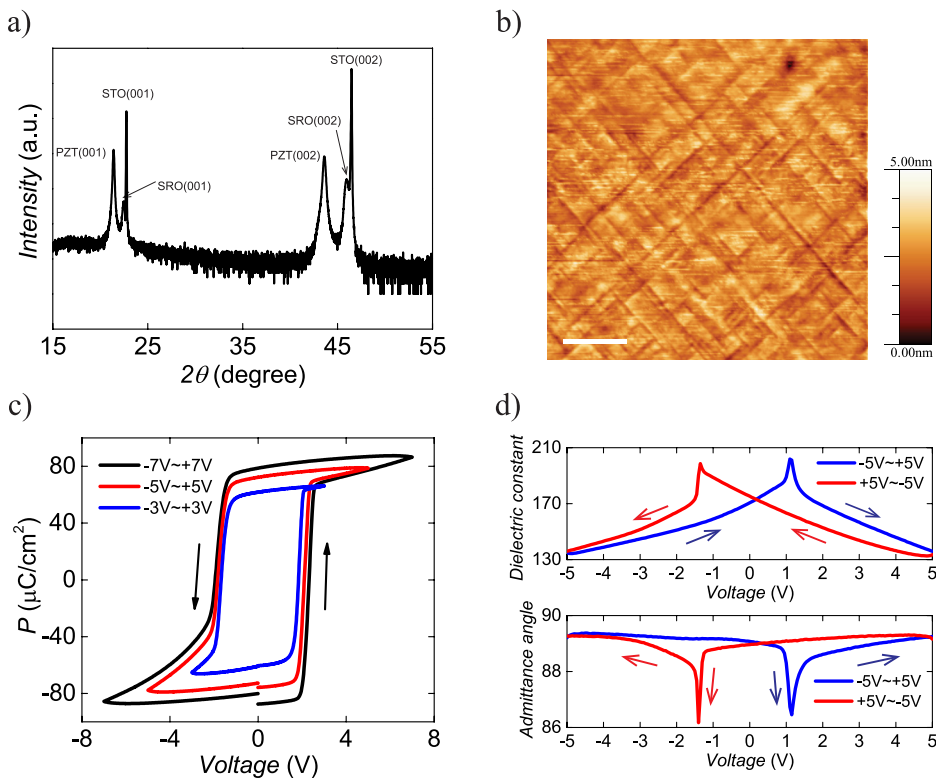 a)
STO(001)
STO(002)
SRO(002)
PZT(001)
PZT(002)
SRO(001)
Intensity (a.u.)
15 25 35 45 55
2θ (degree)
b)
5.00nm
0.00nm
c)
-7V~+7V
-5V~+5V
-3V~+3V
P (μC/cm²)
80
40
0
-40
-80
-8 -4 0 4 8
Voltage (V)
d)
Dielectric constant
210
170
130
-5V~+5V
+5V~-5V
-5 -4 -3 -2 -1 0 1 2 3 4 5
Voltage (V)
Admittance angle
90
88
86
-5V~+5V
+5V~-5V
-5 -4 -3 -2 -1 0 1 2 3 4 5
Voltage (V)